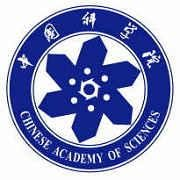 中国科学院
CHINESE ACADEMY OF SCIENCES